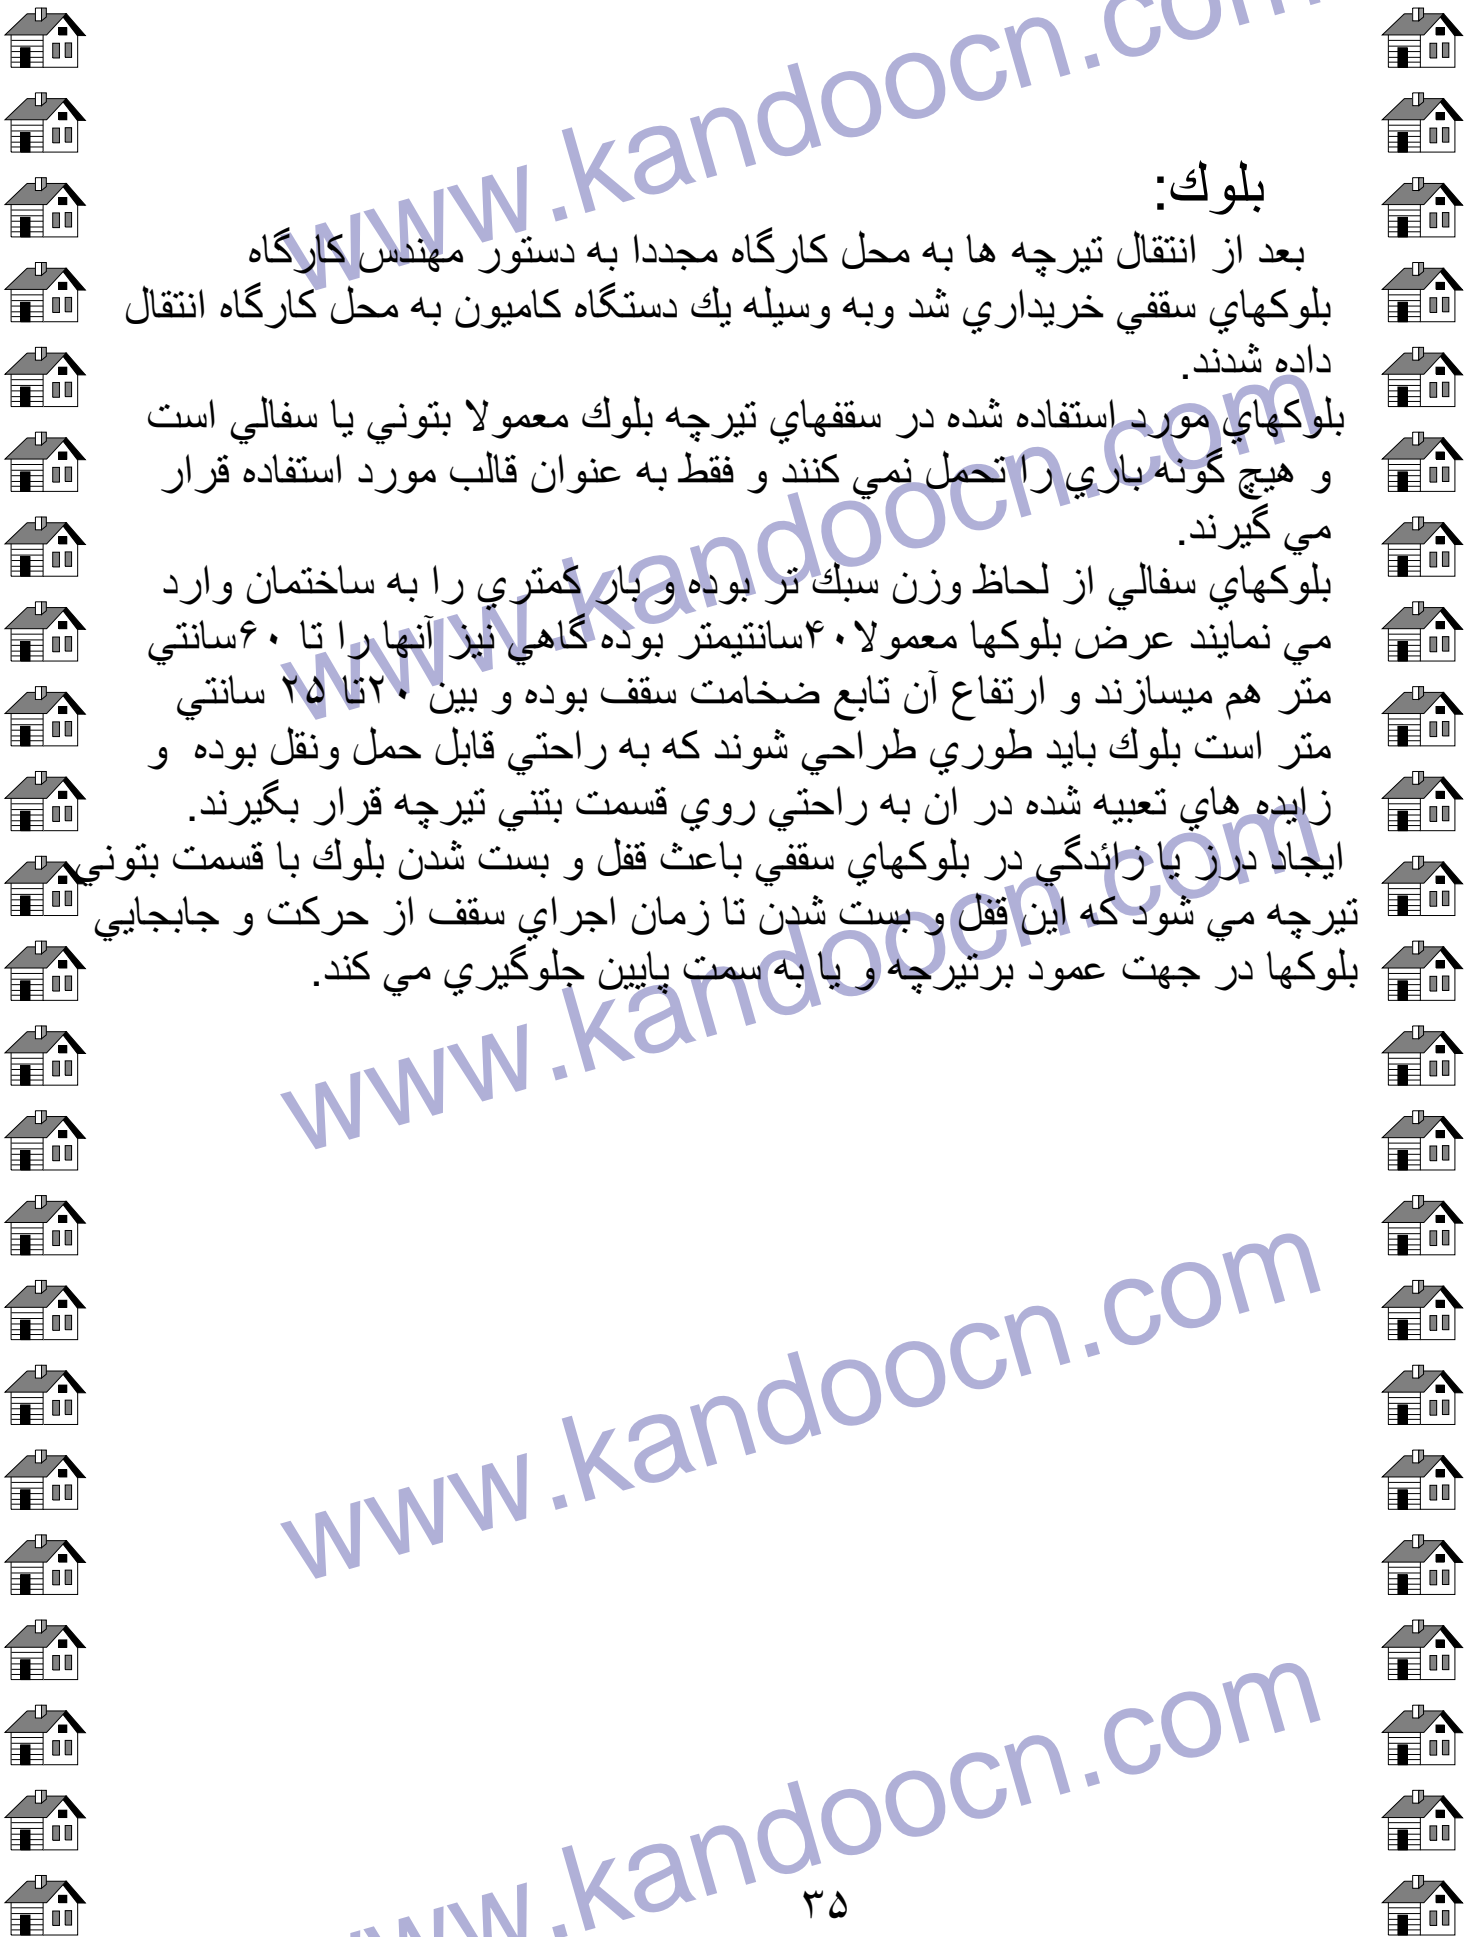 www.kandoocn.com
بلوك:
بعد از انتقال تيرچه ها به محل كارگاه مجددا به دستور مهندس كارگاه
بلوكهاي سقفي خريداري شد وبه وسيله يك دستگاه كاميون به محل كارگاه انتقال
داده شدند.
بلوكهاي مورد استفاده شده در سقفهاي تيرچه بلوك معمولا بتوني يا سفالي است
و هيچ گونه باري را تحمل نمي كنند و فقط به عنوان قالب مورد استفاده قرار
مي گيرند.
www.kandoocn.com
بلوكهاي سفالي از لحاظ وزن سبك تر بوده و بار كمتري را به ساختمان وارد
مي نمايند عرض بلوكها معمولا۴۰سانتيمتر بوده گاهي نيز آنها را تا ۶۰سانتي
متر هم ميسازند و ارتفاع آن تابع ضخامت سقف بوده و بين ۲۰تا ۲۵ سانتي
متر است بلوك بايد طوري طراحي شوند كه به راحتي قابل حمل ونقل بوده و
زايده هاي تعبيه شده در ان به راحتي روي قسمت بتني تيرچه قرار بگيرند.
ايجاد درز يا زائدگي در بلوكهاي سقفي باعث قفل و بست شدن بلوك با قسمت بتوني
تيرچه مي شود كه اين قفل و بست شدن تا زمان اجراي سقف از حركت و جابجايي
بلوكها در جهت عمود برتيرچه و يا به سمت پايين جلوگيري مي كند.
www.kandoocn.com
www.kandoocn.com
www.kandoocn.com
۳۵